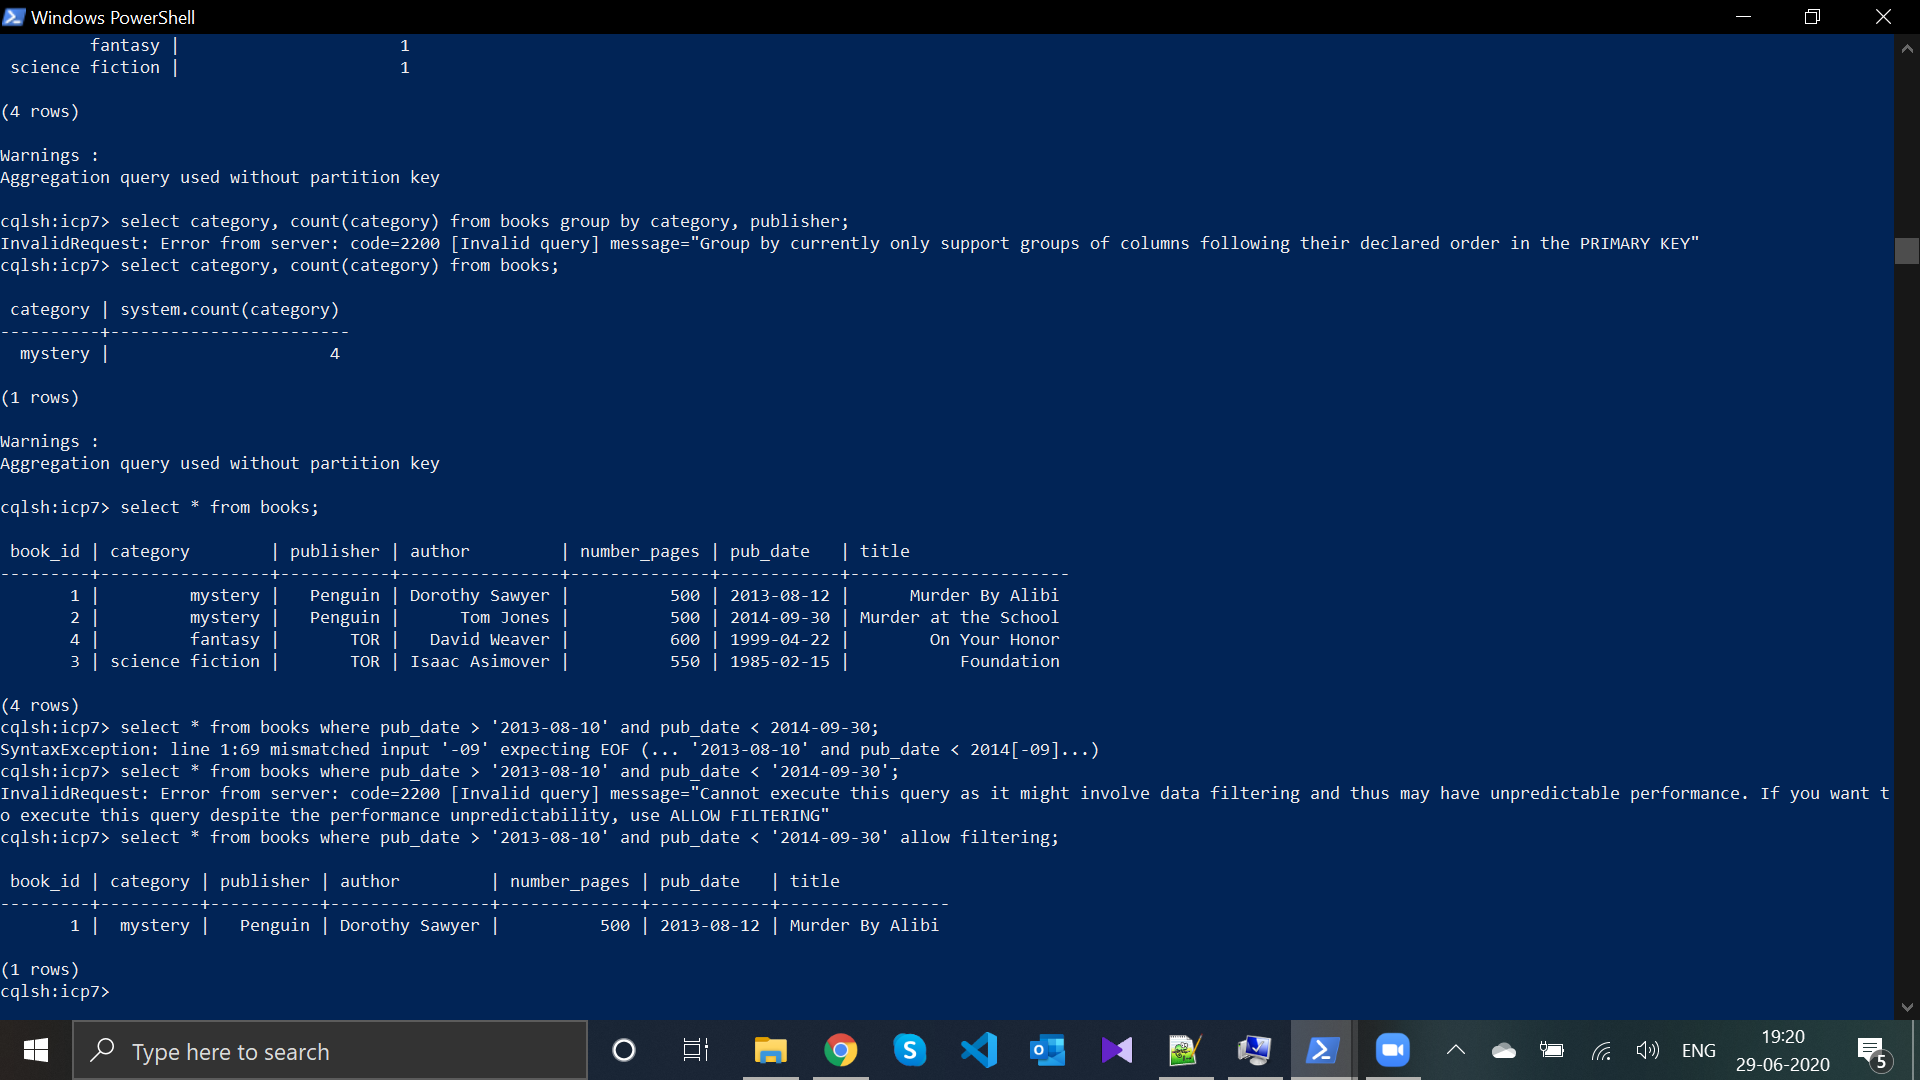 Windows PowerShell
fantasy | 1
science fiction | 1
(4 rows)
Warnings :
Aggregation query used without partition key
cqlsh:icp7> select category, count(category) from books group by category, publisher;
InvalidRequest: Error from server: code=2200 [Invalid query] message="Group by currently only support groups of columns following their declared order in the PRIMARY KEY"
cqlsh:icp7> select category, count(category) from books;
category | system.count(category)
----------+------------------------
mystery | 4
(1 rows)
Warnings :
Aggregation query used without partition key
cqlsh:icp7> select * from books;
book_id | category | publisher | author | number_pages | pub_date | title
---------+-----------------+-----------+----------------+--------------+------------+----------------------
1 | mystery | Penguin | Dorothy Sawyer | 500 | 2013-08-12 | Murder By Alibi
2 | mystery | Penguin | Tom Jones | 500 | 2014-09-30 | Murder at the School
4 | fantasy | TOR | David Weaver | 600 | 1999-04-22 | On Your Honor
3 | science fiction | TOR | Isaac Asimover | 550 | 1985-02-15 | Foundation
(4 rows)
cqlsh:icp7> select * from books where pub_date > '2013-08-10' and pub_date < 2014-09-30;
SyntaxException: line 1:69 mismatched input '-09' expecting EOF (... '2013-08-10' and pub_date < 2014[-09]...)
cqlsh:icp7> select * from books where pub_date > '2013-08-10' and pub_date < '2014-09-30';
InvalidRequest: Error from server: code=2200 [Invalid query] message="Cannot execute this query as it might involve data filtering and thus may have unpredictable performance. If you want t
o execute this query despite the performance unpredictability, use ALLOW FILTERING"
cqlsh:icp7> select * from books where pub_date > '2013-08-10' and pub_date < '2014-09-30' allow filtering;
book_id | category | publisher | author | number_pages | pub_date | title
---------+----------+-----------+----------------+--------------+------------+-----------------
1 | mystery | Penguin | Dorothy Sawyer | 500 | 2013-08-12 | Murder By Alibi
(1 rows)
cqlsh:icp7>
Type here to search
ENG
19:20
29-06-2020
5